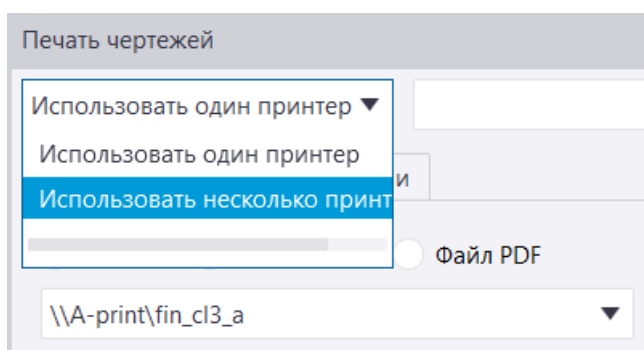 Печать чертежей
Использовать один принтер
Использовать один принтер
Использовать несколько принт
и
Файл PDF
\\A-print\fin_cl3_a